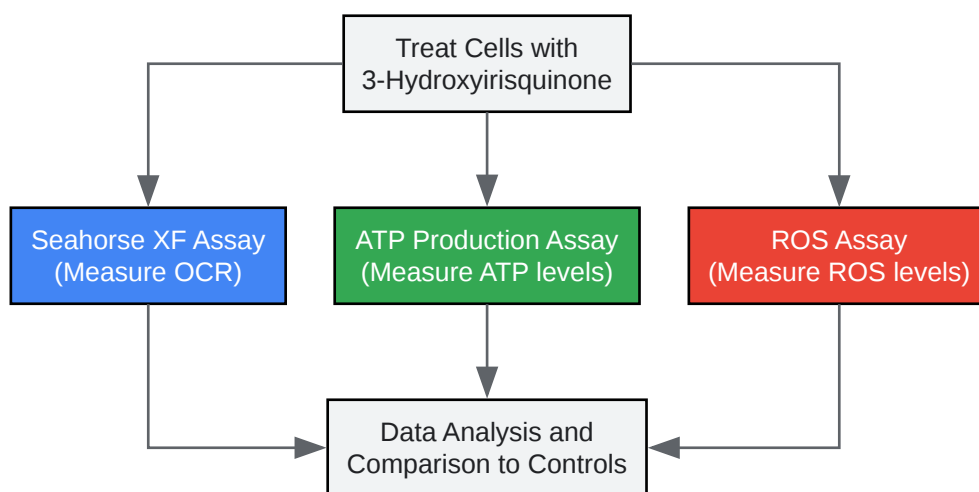 Treat Cells with
3-Hydroxyirisquinone
Seahorse XF Assay
(Measure OCR)
ATP Production Assay
(Measure ATP levels)
ROS Assay
(Measure ROS levels)
Data Analysis and
Comparison to Controls